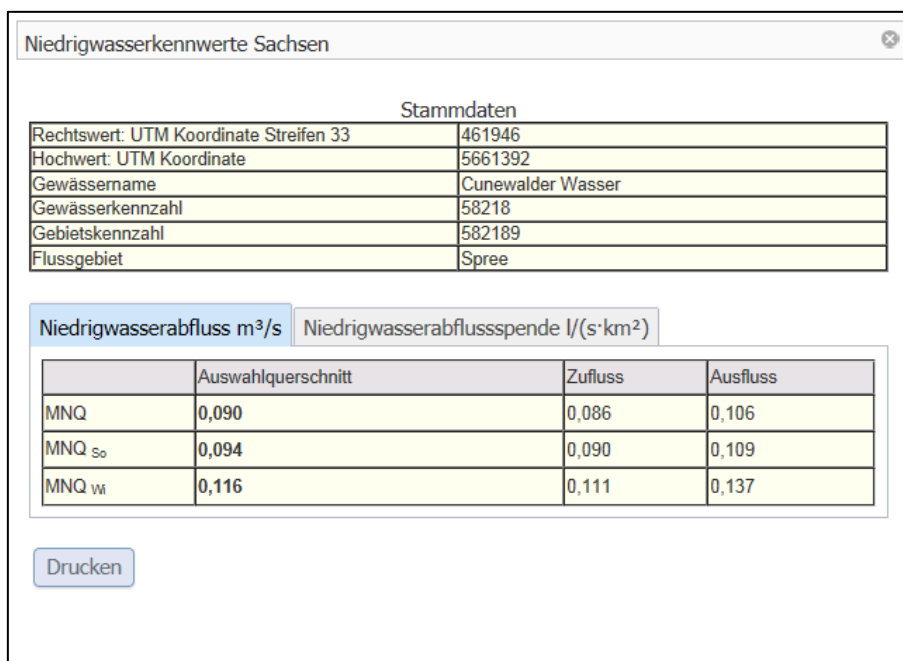 Niedrigwasserkennwerte Sachsen
Stammdaten
Rechtswert: UTM Koordinate Streifen 33 461946
Hochwert: UTM Koordinate 5661392
Gewässername Cunewalder Wasser
Gewässerkennzahl 58218
Gebietskennzahl 582189
Flussgebiet Spree
Niedrigwasserabfluss m³/s Niedrigwasserabflussspende l/(s·km²)
Auswahlquerschnitt Zufluss Ausfluss
MNQ 0,090 0,086 0,106
MNQ So 0,094 0,090 0,109
MNQ Wi 0,116 0,111 0,137
Drucken